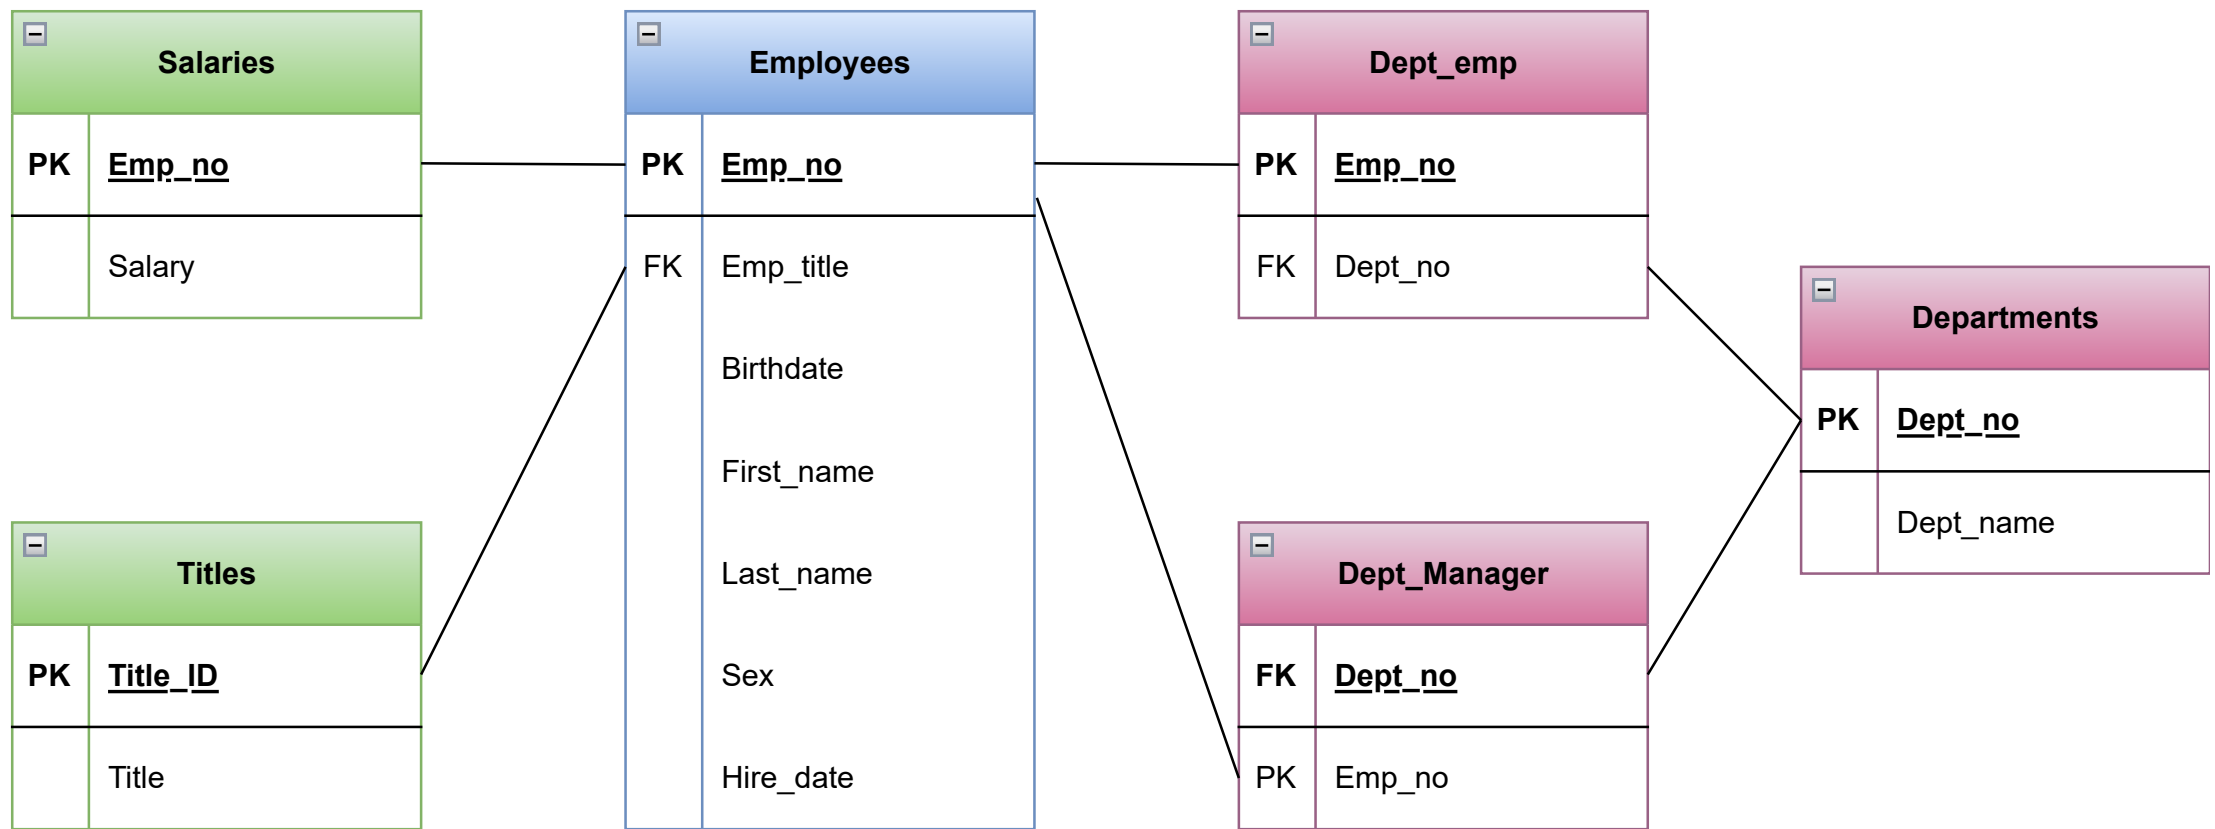 Salaries
PK Emp_no
Salary
Employees
PK Emp_no
FK Emp_title
Birthdate
First_name
Last_name
Sex
Hire_date
Dept_emp
PK Emp_no
FK Dept_no
Departments
PK Dept_no
Dept_name
Titles
PK Title_ID
Title
Dept_Manager
FK Dept_no
PK Emp_no